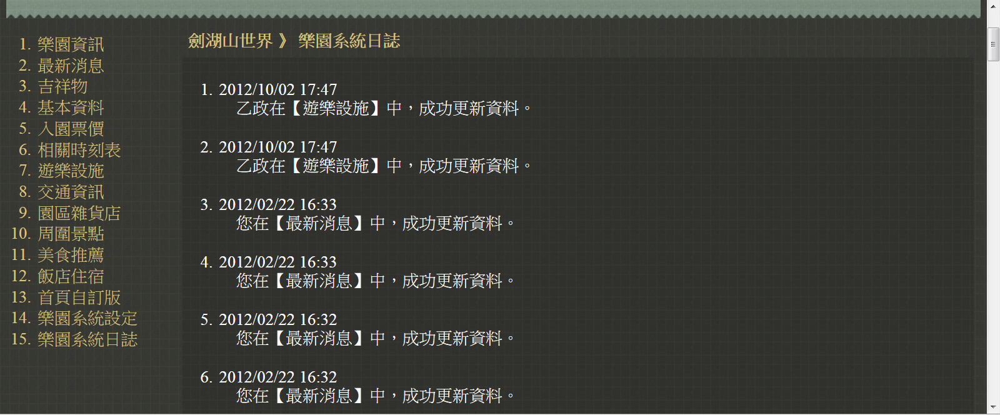 1. 樂園資訊
2. 最新消息
3. 吉祥物
4. 基本資料
5. 入園票價
6. 相關時刻表
7. 遊樂設施
8. 交通資訊
9. 園區雜貨店
10. 周圍景點
11. 美食推薦
12. 飯店住宿
13. 首頁自訂版
14. 樂園系統設定
15. 樂園系統日誌
劍湖山世界 》 樂園系統日誌
1. 2012/10/02 17:47
乙政在【遊樂設施】中，成功更新資料。
2. 2012/10/02 17:47
乙政在【遊樂設施】中，成功更新資料。
3. 2012/02/22 16:33
您在【最新消息】中，成功更新資料。
4. 2012/02/22 16:33
您在【最新消息】中，成功更新資料。
5. 2012/02/22 16:32
您在【最新消息】中，成功更新資料。
6. 2012/02/22 16:32
您在【最新消息】中，成功更新資料。